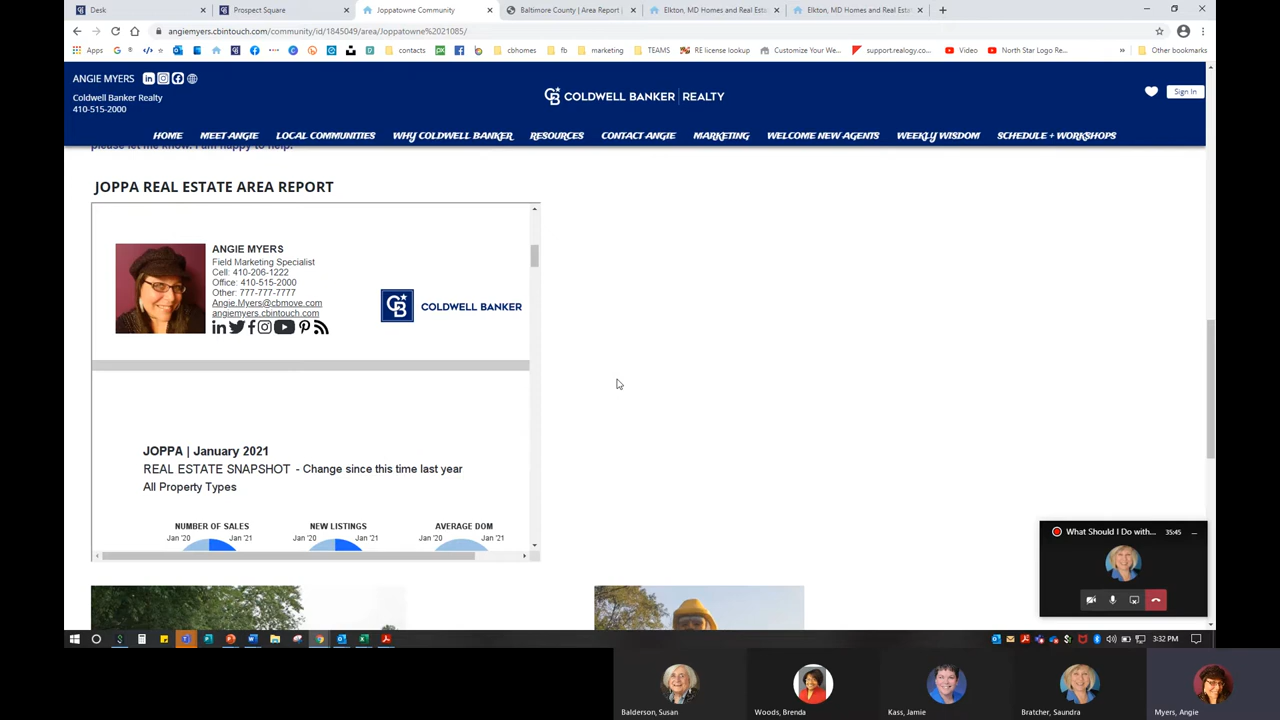 Desk
Prospect Square
Joppatowne Community
Baltimore County | Area Report
Elkton, MD Homes and Real Esta
Elkton, MD Homes and Real Esta
angiemyers.cbintouch.com/community/id/1845049/area/Joppatowne%2021085/
Apps
contacts
cbhomes
fb
marketing
TEAMS
RE license lookup
Customize Your We...
support.realogy.co...
Video
North Star Logo Re...
Other bookmarks
ANGIE MYERS
Coldwell Banker Realty
410-515-2000
COLDWELL BANKER | REALTY
Sign In
HOME MEET ANGIE LOCAL COMMUNITIES WHY COLDWELL BANKER RESOURCES CONTACT ANGIE MARKETING WELCOME NEW AGENTS WEEKLY WISDOM SCHEDULE + WORKSHOPS
please let me know. I am happy to help.
JOPPA REAL ESTATE AREA REPORT
ANGIE MYERS
Field Marketing Specialist
Cell: 410-206-1222
Office: 410-515-2000
Other: 777-777-7777
Angie.Myers@cbmove.com
angiemyers.cbintouch.com
COLDWELL BANKER
JOPPA | January 2021
REAL ESTATE SNAPSHOT - Change since this time last year
All Property Types
NUMBER OF SALES
Jan '20 Jan '21
NEW LISTINGS
Jan '20 Jan '21
AVERAGE DOM
Jan '20 Jan '21
What Should I Do with...
35:45
3:32 PM
Balderson, Susan
Woods, Brenda
Kass, Jamie
Bratcher, Saundra
Myers, Angie